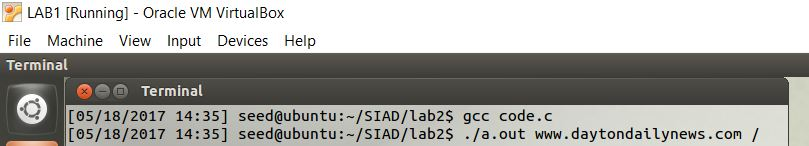 LAB1 [Running] - Oracle VM VirtualBox
File Machine View Input Devices Help
Terminal
Terminal
[05/18/2017 14:35] seed@ubuntu:~/SIAD/lab2$ gcc code.c
[05/18/2017 14:35] seed@ubuntu:~/SIAD/lab2$ ./a.out www.daytondailynews.com /